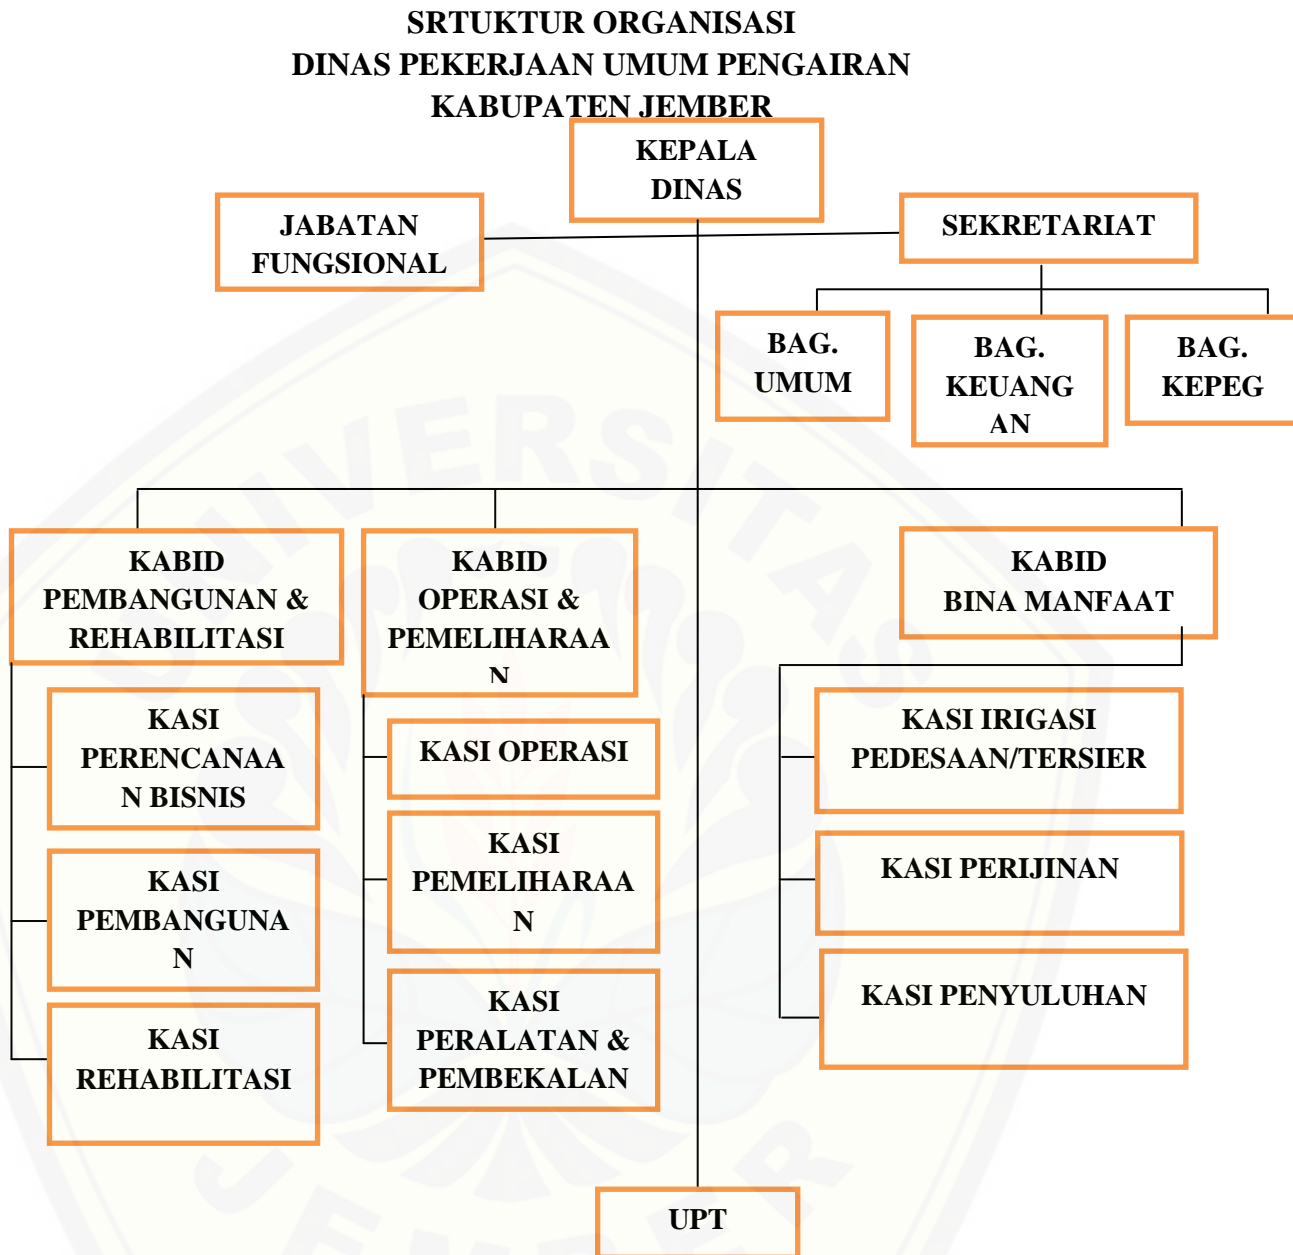 SRTUKTUR ORGANISASI
DINAS PEKERJAAN UMUM PENGAIRAN
KABUPATEN JEMBER
KEPALA
DINAS
JABATAN
FUNGSIONAL
SEKRETARIAT
BAG.
UMUM
BAG.
KEUANG
AN
BAG.
KEPEG
KABID
PEMBANGUNAN &
REHABILITASI
KABID
OPERASI &
PEMELIHARAA
N
KABID
BINA MANFAAT
KASI
PERENCANAA
N BISNIS
KASI
PEMBANGUNA
N
KASI
REHABILITASI
KASI OPERASI
KASI
PEMELIHARAA
N
KASI
PERALATAN &
PEMBEKALAN
KASI IRIGASI
PEDESAAN/TERSIER
KASI PERIJINAN
KASI PENYULUHAN
UPT
UNIVERSITAS
JEMBER